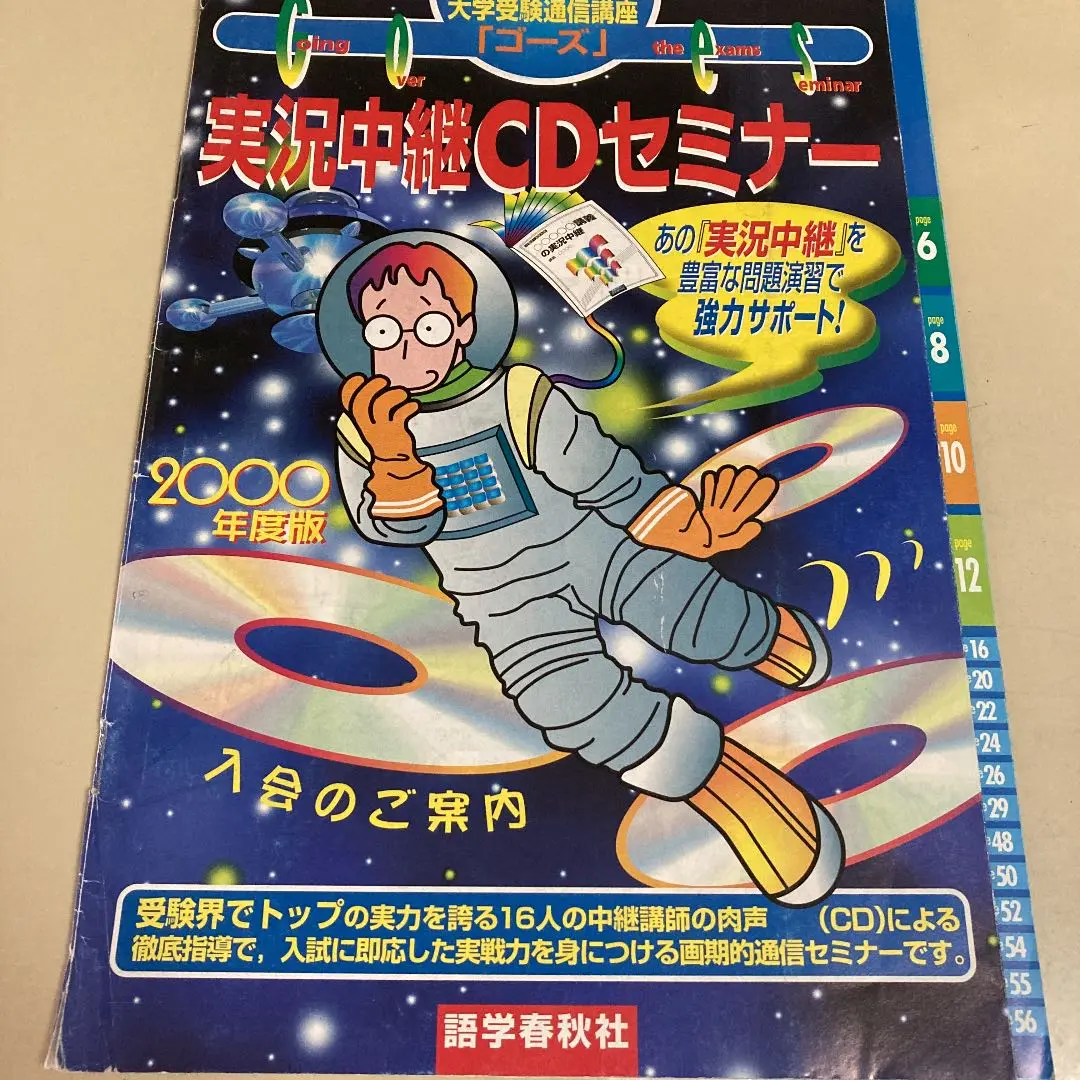 大学受験通信講座
「ゴーズ」
Going Over the exams Seminar
実況中継CDセミナー
講義
の実況中継
あの『実況中継』を
豊富な問題演習で
強力サポート!
2000
年度版
入会のご案内
受験界でトップの実力を誇る16人の中継講師の肉声 (CD)による
徹底指導で,入試に即応した実戦力を身につける画期的通信セミナーです。
語学春秋社
page
6
page
8
page
10
page
12
16
20
22
24
26
29
48
50
52
54
55
56